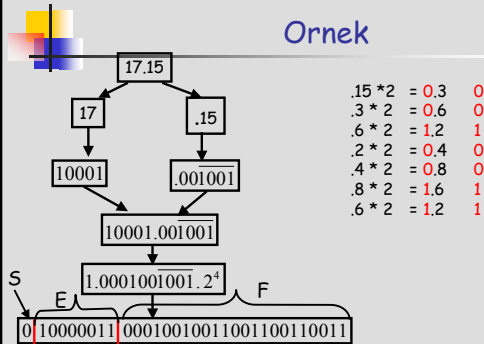 Ornek
17.15
17
.15
10001
.001001
10001.001001
1.0001001001.2⁴
S
E
F
0 10000011 00010010011001100110011
.15 *2 = 0.3 0
.3 * 2 = 0.6 0
.6 * 2 = 1.2 1
.2 * 2 = 0.4 0
.4 * 2 = 0.8 0
.8 * 2 = 1.6 1
.6 * 2 = 1.2 1